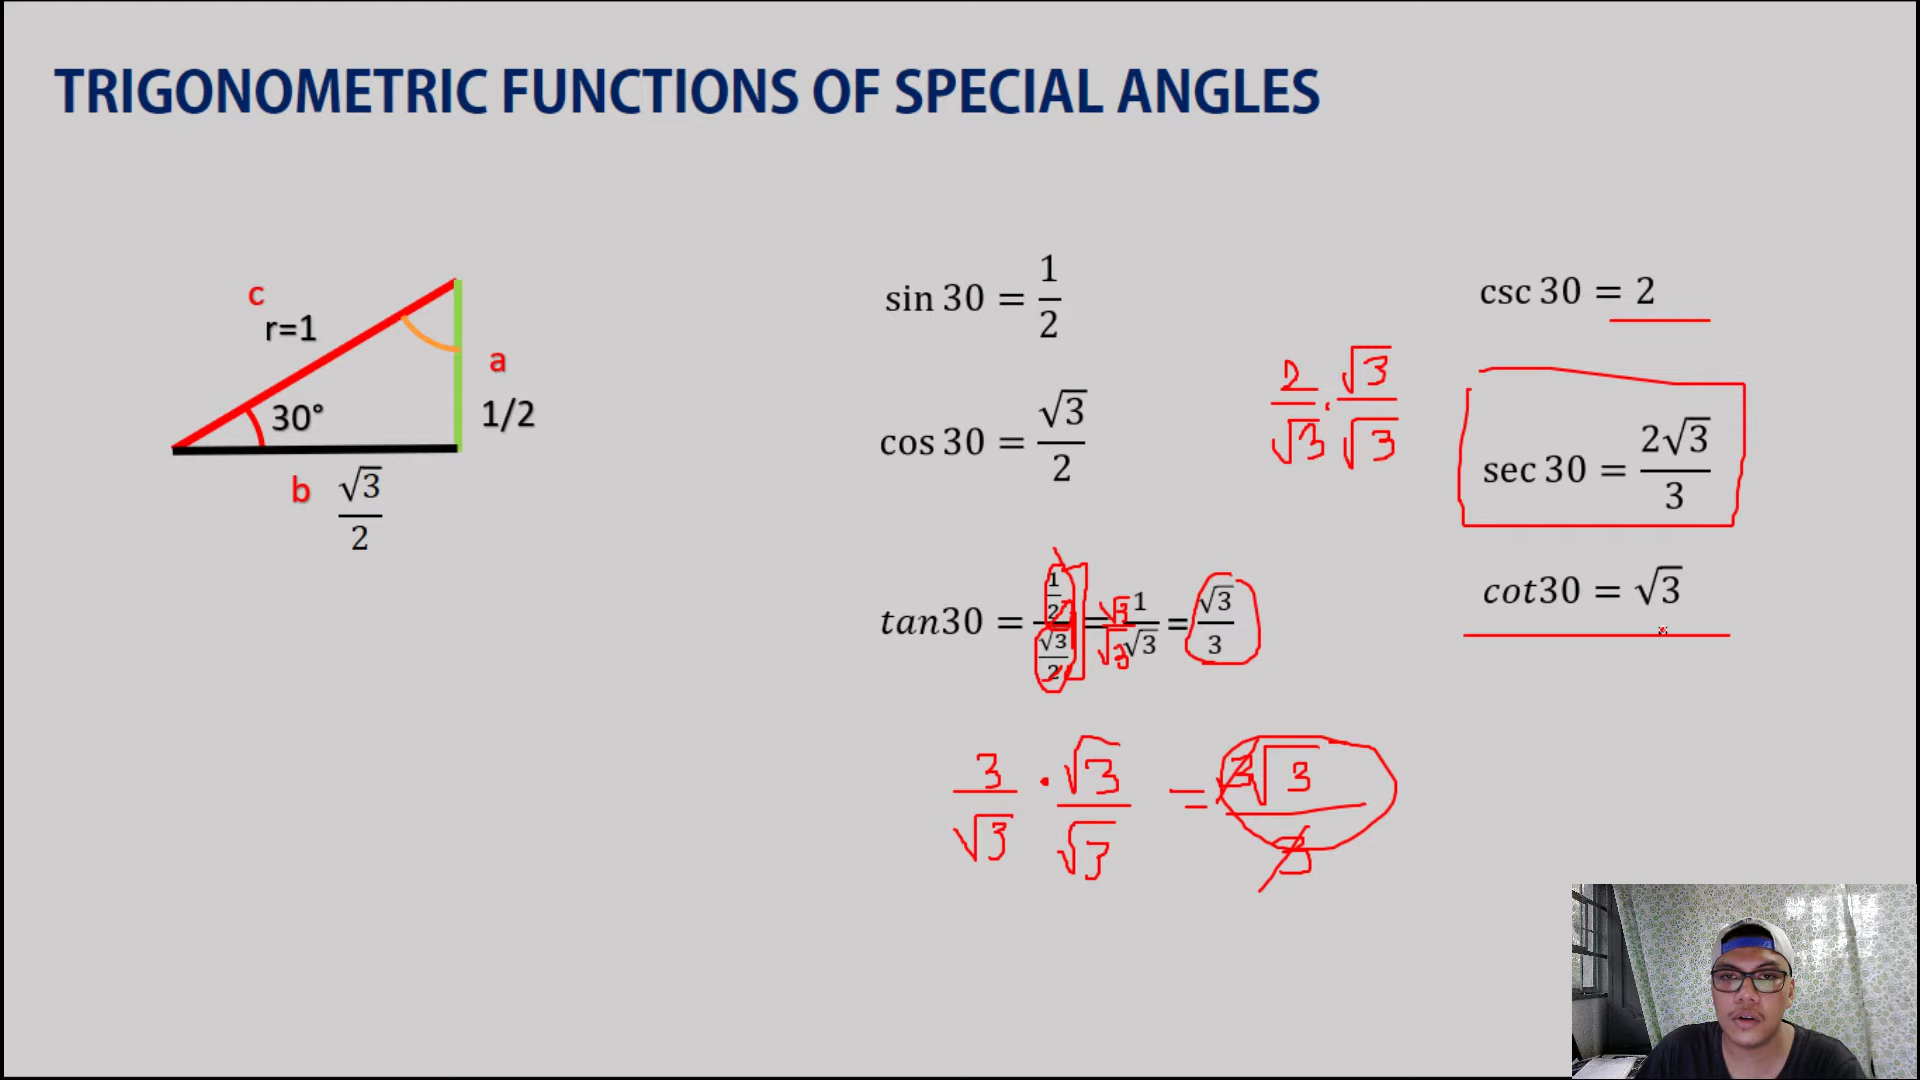 TRIGONOMETRIC FUNCTIONS OF SPECIAL ANGLES
c
r=1
30°
a
1/2
b √3/2
sin 30 = 1/2
cos 30 = √3/2
tan30 = (1/2)/(√3/2) = √3/√3 1/√3 = √3/3
3/√3 · √3/√3 = 3√3/3
2/√3 · √3/√3
csc 30 = 2
sec 30 = 2√3/3
cot30 = √3